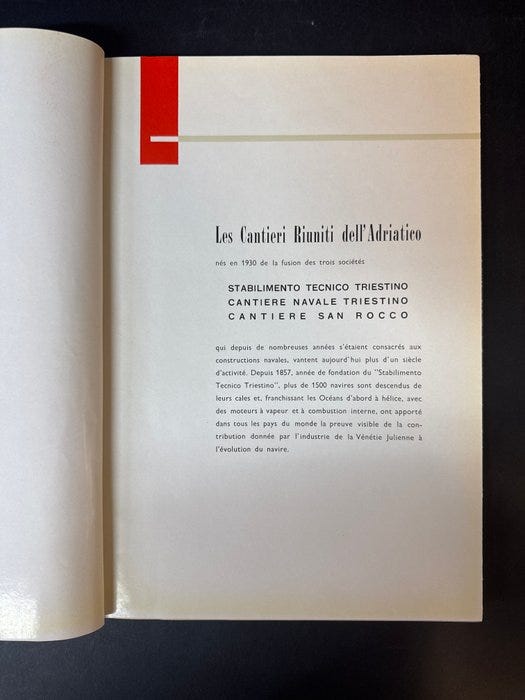 Les Cantieri Riuniti dell'Adriatico
nés en 1930 de la fusion des trois sociétés
STABILIMENTO TECNICO TRIESTINO
CANTIERE NAVALE TRIESTINO
CANTIERE SAN ROCCO
qui depuis de nombreuses années s'étaient consacrés aux
constructions navales, vantent aujourd'hui plus d'un siècle
d'activité. Depuis 1857, année de fondation du "Stabilimento
Tecnico Triestino", plus de 1500 navires sont descendus de
leurs cales et, franchissant les Océans d'abord à hélice, avec
des moteurs à vapeur et à combustion interne, ont apporté
dans tous les pays du monde la preuve visible de la con-
tribution donnée par l'industrie de la Vénétie Julienne à
l'évolution du navire.